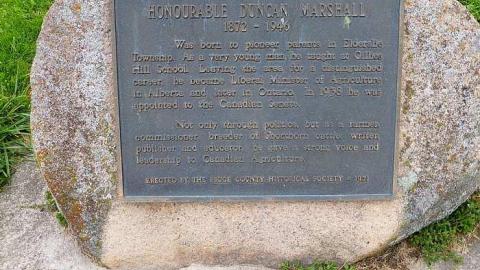 HONOURABLE DUNCAN MARSHALL
1872 - 1946
Was born to pioneer parents in Elderslie
Township. As a very young man he taught at Gillies
Hill School. Leaving the area for a distinguished
career, he became Liberal Minister of Agriculture
in Alberta and later in Ontario. In 1938 he was
appointed to the Canadian Senate.
Not only through politics, but as a farmer,
commissioner, breeder of Shorthorn cattle, writer,
publisher and educator, he gave a strong voice and
leadership to Canadian Agriculture.
ERECTED BY THE BRUCE COUNTY HISTORICAL SOCIETY